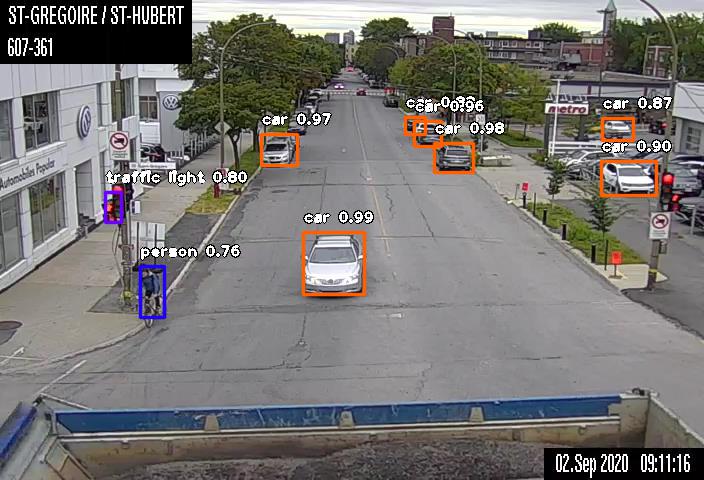 ST-GREGOIRE / ST-HUBERT
607-361
car 0.97
car 0.96
car 0.98
car 0.87
metro
car 0.90
Automobiles Popular
traffic light 0.80
car 0.99
person 0.76
02.Sep 2020 09:11:16